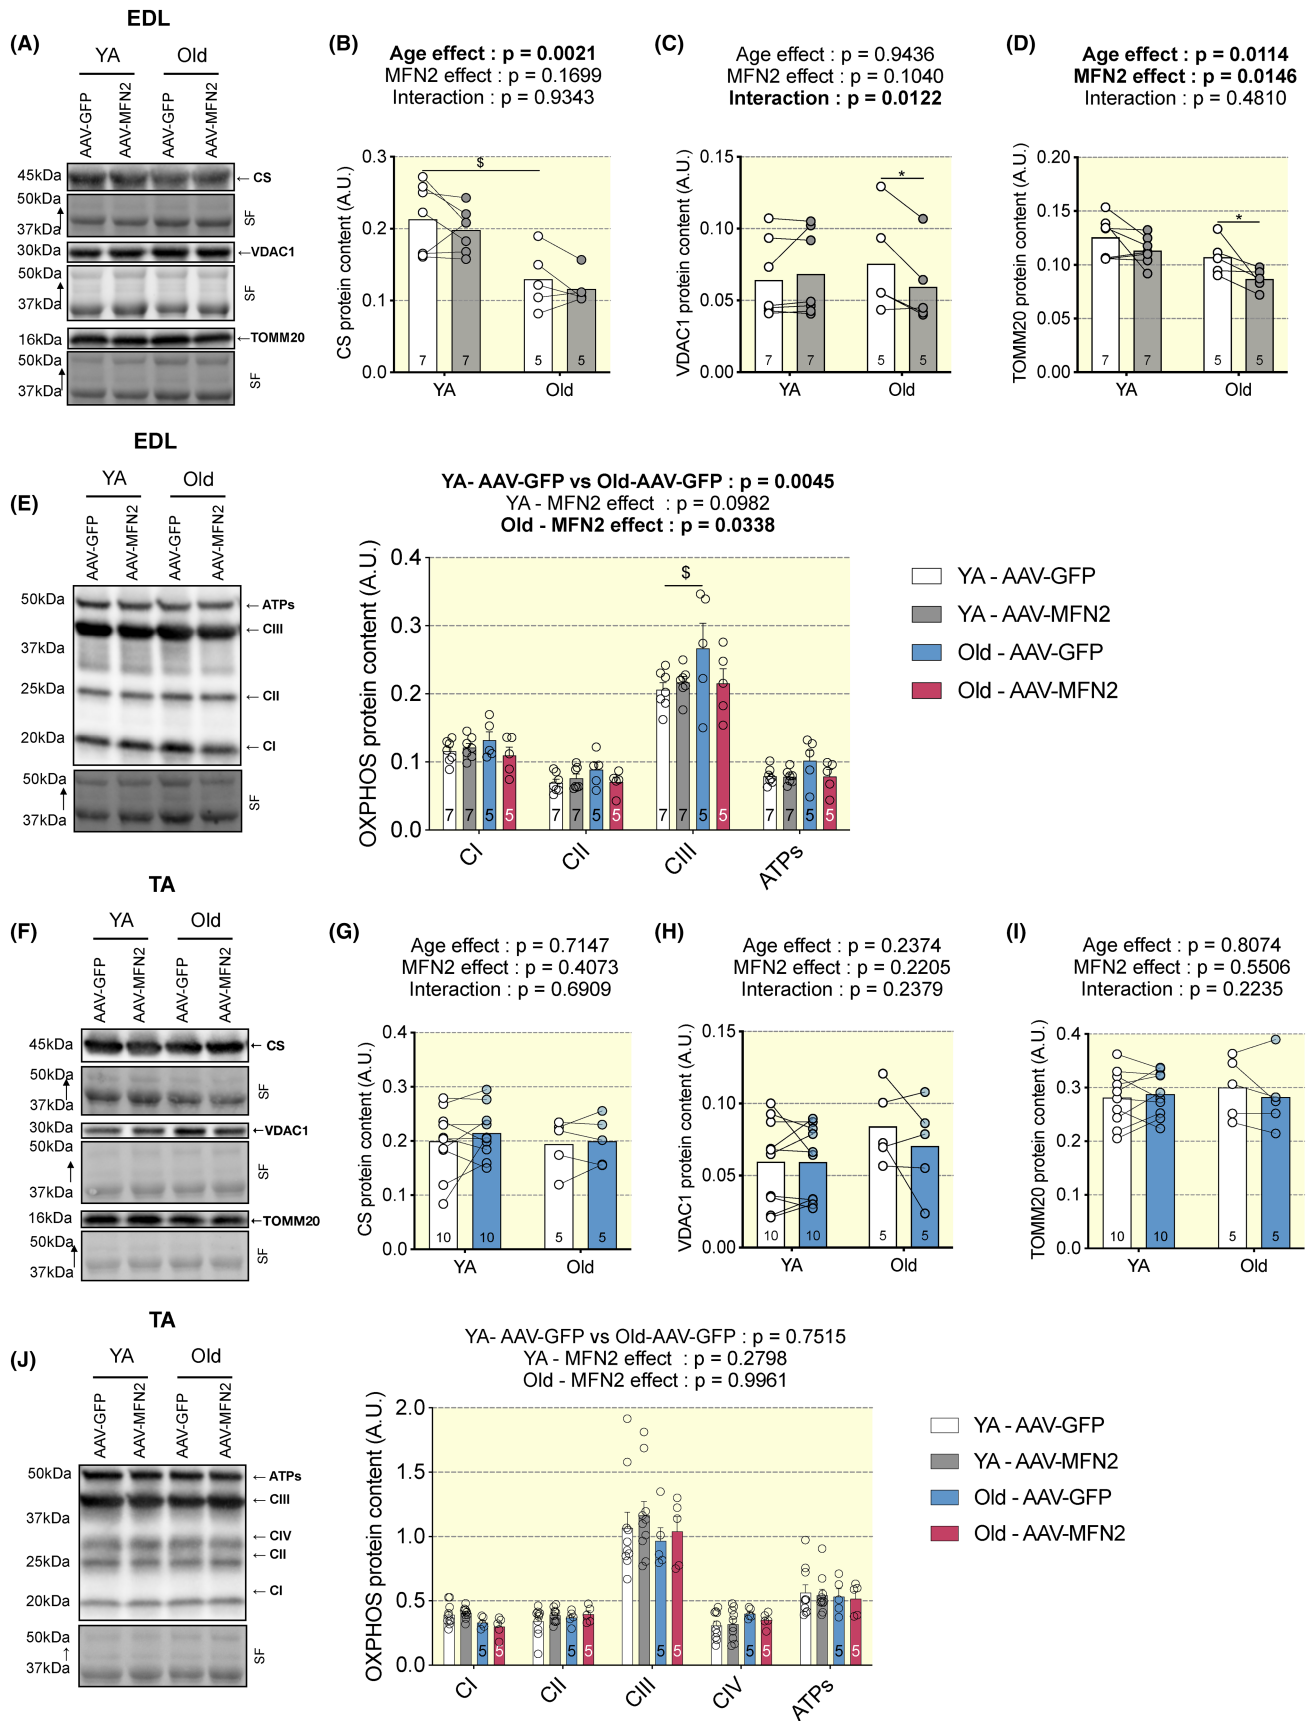 EDL
(A)
YA
Old
AAV-GFP
AAV-MFN2
AAV-GFP
AAV-MFN2
45kDa
← CS
50kDa
37kDa
SF
30kDa
←VDAC1
50kDa
37kDa
SF
16kDa
←TOMM20
50kDa
37kDa
SF
(B)
Age effect : p = 0.0021
MFN2 effect : p = 0.1699
Interaction : p = 0.9343
CS protein content (A.U.)
0.3
0.2
0.1
0.0
$
7
7
5
5
YA
Old
(C)
Age effect : p = 0.9436
MFN2 effect : p = 0.1040
Interaction : p = 0.0122
VDAC1 protein content (A.U.)
0.15
0.100
0.050
0.00
*
7
7
5
5
YA
Old
(D)
Age effect : p = 0.0114
MFN2 effect : p = 0.0146
Interaction : p = 0.4810
TOMM20 protein content (A.U.)
0.20
0.150
0.100
0.050
0.00
*
7
7
5
5
YA
Old
EDL
(E)
YA
Old
AAV-GFP
AAV-MFN2
AAV-GFP
AAV-MFN2
50kDa
← ATPs
← CIII
37kDa
25kDa
← CII
20kDa
← CI
50kDa
37kDa
SF
YA- AAV-GFP vs Old-AAV-GFP : p = 0.0045
YA - MFN2 effect : p = 0.0982
Old - MFN2 effect : p = 0.0338
OXPHOS protein content (A.U.)
0.4
0.3
0.2
0.1
0.0
$
7
7
5
5
7
7
5
5
7
7
5
5
7
7
5
5
CI
CII
CIII
ATPs
YA - AAV-GFP
YA - AAV-MFN2
Old - AAV-GFP
Old - AAV-MFN2
TA
(F)
YA
Old
AAV-GFP
AAV-MFN2
AAV-GFP
AAV-MFN2
45kDa
← CS
50kDa
37kDa
SF
30kDa
←VDAC1
50kDa
37kDa
SF
16kDa
←TOMM20
50kDa
37kDa
SF
(G)
Age effect : p = 0.7147
MFN2 effect : p = 0.4073
Interaction : p = 0.6909
CS protein content (A.U.)
0.4
0.3
0.2
0.1
0.0
10
10
5
5
YA
Old
(H)
Age effect : p = 0.2374
MFN2 effect : p = 0.2205
Interaction : p = 0.2379
VDAC1 protein content (A.U.)
0.15
0.100
0.050
0.00
10
10
5
5
YA
Old
(I)
Age effect : p = 0.8074
MFN2 effect : p = 0.5506
Interaction : p = 0.2235
TOMM20 protein content (A.U.)
0.4
0.3
0.2
0.1
0.0
10
10
5
5
YA
Old
TA
(J)
YA
Old
AAV-GFP
AAV-MFN2
AAV-GFP
AAV-MFN2
50kDa
← ATPs
← CIII
37kDa
← CIV
← CII
25kDa
← CI
20kDa
50kDa
37kDa
SF
YA- AAV-GFP vs Old-AAV-GFP : p = 0.7515
YA - MFN2 effect : p = 0.2798
Old - MFN2 effect : p = 0.9961
OXPHOS protein content (A.U.)
2.0
1.5
1.0
0.5
0.0
5
5
5
5
5
5
5
5
5
5
CI
CII
CIII
CIV
ATPs
YA - AAV-GFP
YA - AAV-MFN2
Old - AAV-GFP
Old - AAV-MFN2